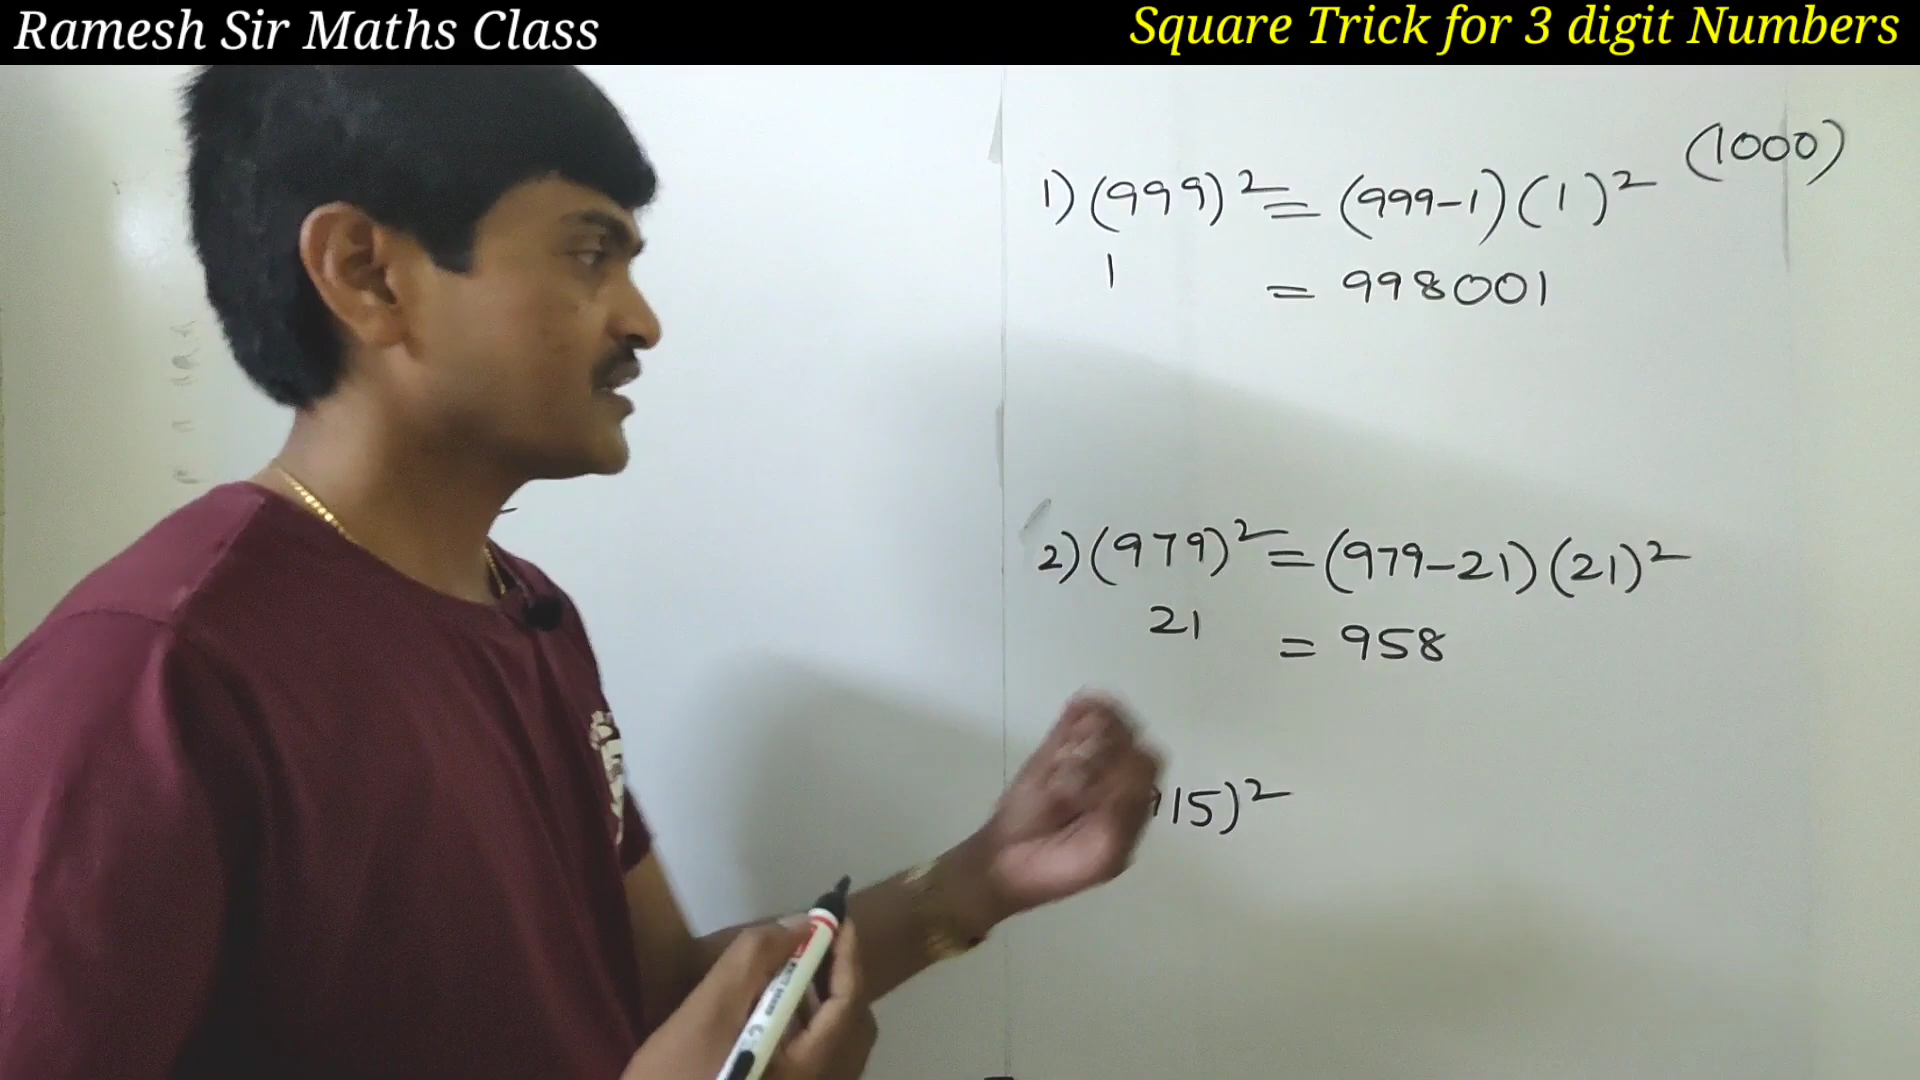 Ramesh Sir Maths Class
Square Trick for 3 digit Numbers
(1000)
1) (999)² = (999-1) (1)²
1
= 998001
2) (979)² = (979-21) (21)²
21
= 958
15)²